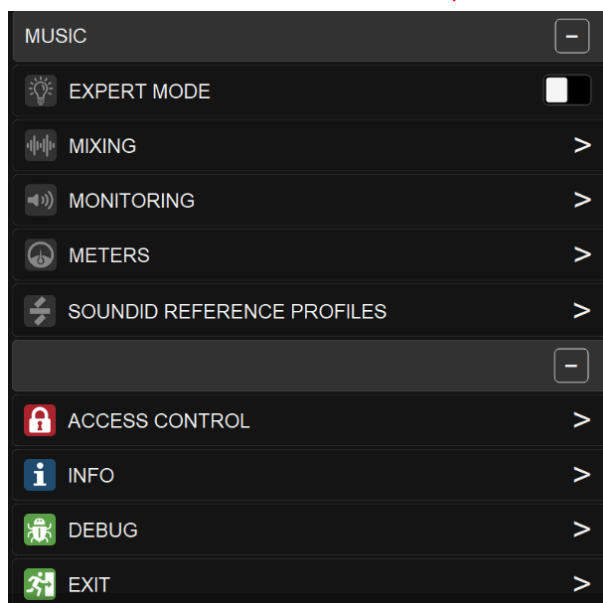 MUSIC
EXPERT MODE
MIXING >
MONITORING >
METERS >
SOUNDID REFERENCE PROFILES >
ACCESS CONTROL >
INFO >
DEBUG >
EXIT >